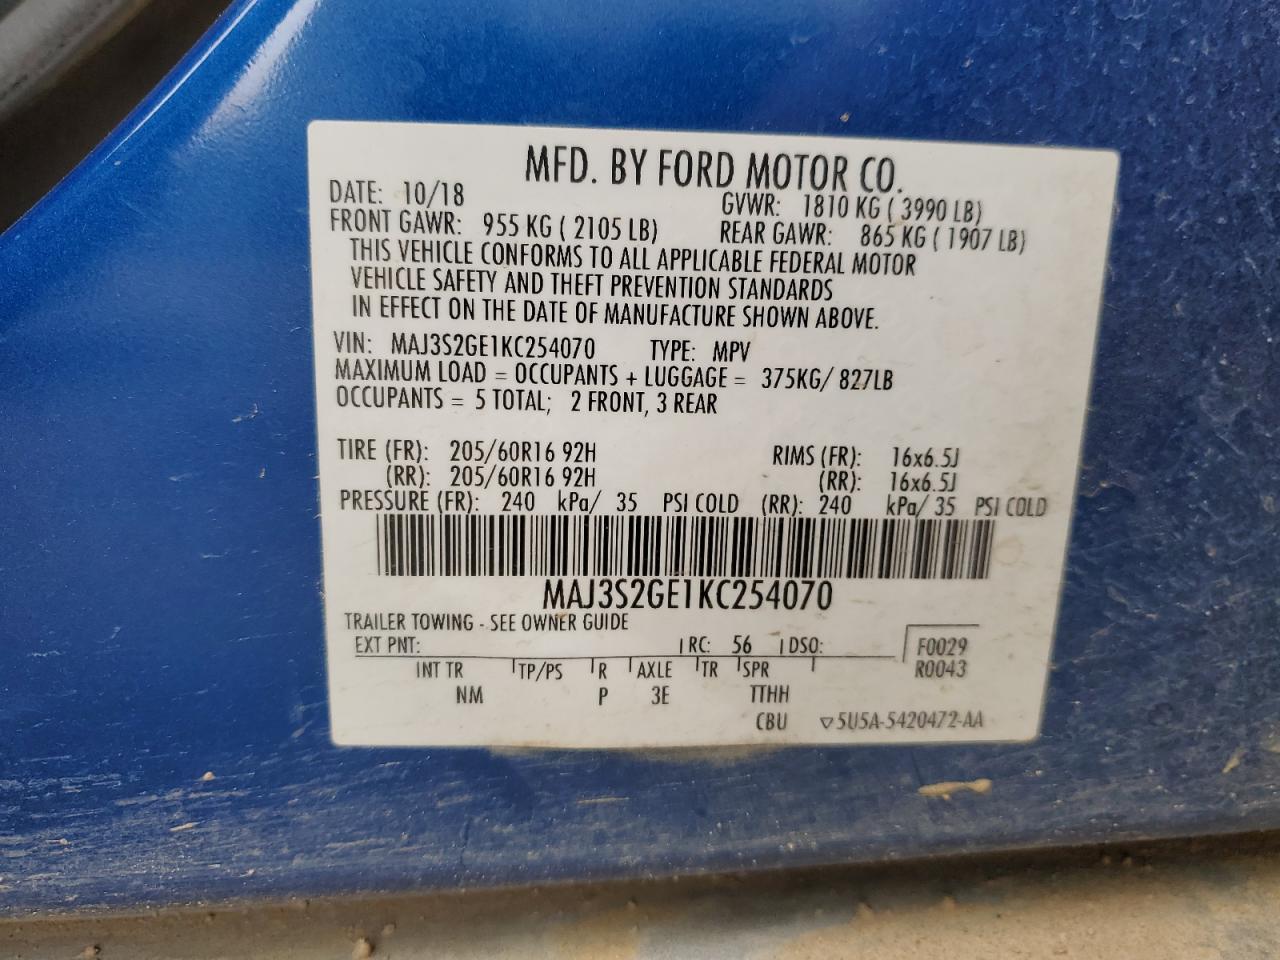 MFD. BY FORD MOTOR CO.
DATE: 10/18 GVWR: 1810 KG ( 3990 LB)
FRONT GAWR: 955 KG ( 2105 LB) REAR GAWR: 865 KG ( 1907 LB)
THIS VEHICLE CONFORMS TO ALL APPLICABLE FEDERAL MOTOR
VEHICLE SAFETY AND THEFT PREVENTION STANDARDS
IN EFFECT ON THE DATE OF MANUFACTURE SHOWN ABOVE.
VIN: MAJ3S2GE1KC254070 TYPE: MPV
MAXIMUM LOAD = OCCUPANTS + LUGGAGE = 375KG/ 827LB
OCCUPANTS = 5 TOTAL; 2 FRONT, 3 REAR
TIRE (FR): 205/60R16 92H RIMS (FR): 16x6.5J
(RR): 205/60R16 92H (RR): 16x6.5J
PRESSURE (FR): 240 kPa/ 35 PSI COLD (RR): 240 kPa/ 35 PSI COLD
MAJ3S2GE1KC254070
TRAILER TOWING - SEE OWNER GUIDE
EXT PNT: RC: 56 DSO: F0029
INT TR TP/PS R AXLE TR SPR R0043
NM P 3E TTHH
CBU ▽5U5A-5420472-AA